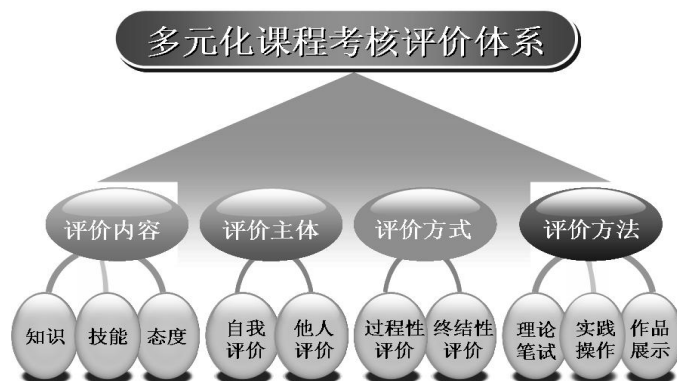 多元化课程考核评价体系
评价内容
评价主体
评价方式
评价方法
知识
技能
态度
自我
评价
他人
评价
过程性
评价
终结性
评价
理论
笔试
实践
操作
作品
展示